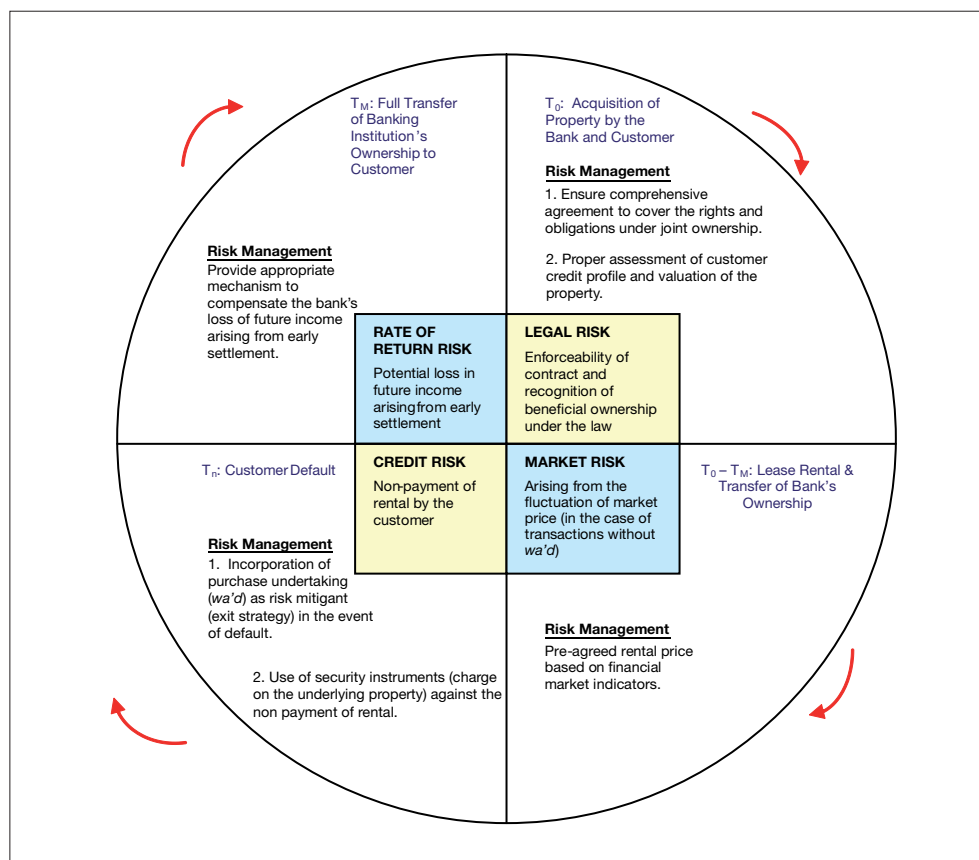 T₀: Acquisition of
Property by the
Bank and Customer
Risk Management
1. Ensure comprehensive
agreement to cover the rights and
obligations under joint ownership.
2. Proper assessment of customer
credit profile and valuation of the
property.
LEGAL RISK
Enforceability of
contract and
recognition of
beneficial ownership
under the law
T₀ – Tᴍ: Lease Rental &
Transfer of Bank's
Ownership
MARKET RISK
Arising from the
fluctuation of market
price (in the case of
transactions without
wa'd)
Risk Management
Pre-agreed rental price
based on financial
market indicators.
Tₙ: Customer Default
CREDIT RISK
Non-payment of
rental by the
customer
Risk Management
1. Incorporation of
purchase undertaking
(wa'd) as risk mitigant
(exit strategy) in the event
of default.
2. Use of security instruments (charge
on the underlying property) against the
non payment of rental.
Tᴍ: Full Transfer
of Banking
Institution's
Ownership to
Customer
Risk Management
Provide appropriate
mechanism to
compensate the bank's
loss of future income
arising from early
settlement.
RATE OF
RETURN RISK
Potential loss in
future income
arisingfrom early
settlement